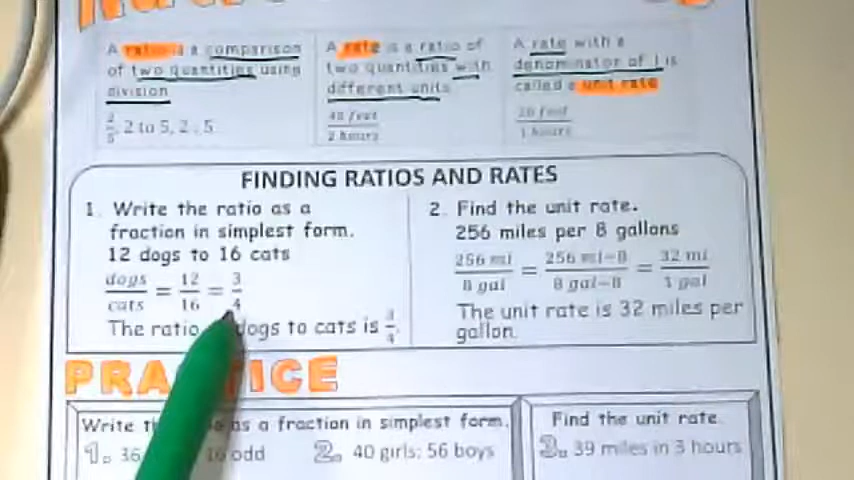 A ratio is a comparison
of two quantities using
division
2/5, 2 to 5, 2 : 5
A rate is a ratio of
two quantities with
different units
40 feet
2 hours
A rate with a
denominator of 1 is
called a unit rate
20 feet
1 hours
FINDING RATIOS AND RATES
1. Write the ratio as a
fraction in simplest form.
12 dogs to 16 cats
dogs/cats = 12/16 = 3/4
The ratio dogs to cats is 3/4.
2. Find the unit rate.
256 miles per 8 gallons
256 mi/8 gal = 256 mi÷8/8 gal÷8 = 32 mi/1 gal
The unit rate is 32 miles per
gallon.
PRACTICE
Write as a fraction in simplest form.
1. 36 odd
2. 40 girls: 56 boys
Find the unit rate.
3. 39 miles in 3 hours